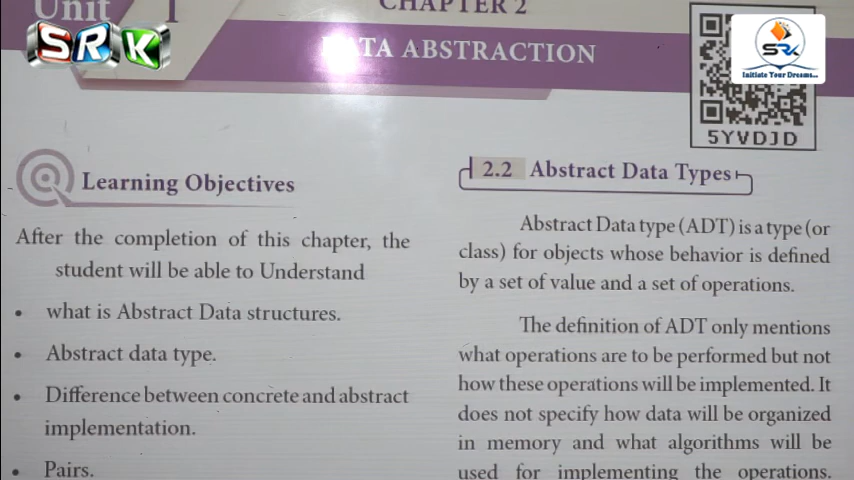 Unit 1
CHAPTER 2
DATA ABSTRACTION
SRK
SRK
Initiate Your Dreams...
5YVDJD
Learning Objectives
After the completion of this chapter, the
student will be able to Understand
• what is Abstract Data structures.
• Abstract data type.
• Difference between concrete and abstract
implementation.
• Pairs.
2.2 Abstract Data Types
Abstract Data type (ADT) is a type (or
class) for objects whose behavior is defined
by a set of value and a set of operations.
The definition of ADT only mentions
what operations are to be performed but not
how these operations will be implemented. It
does not specify how data will be organized
in memory and what algorithms will be
used for implementing the operations.